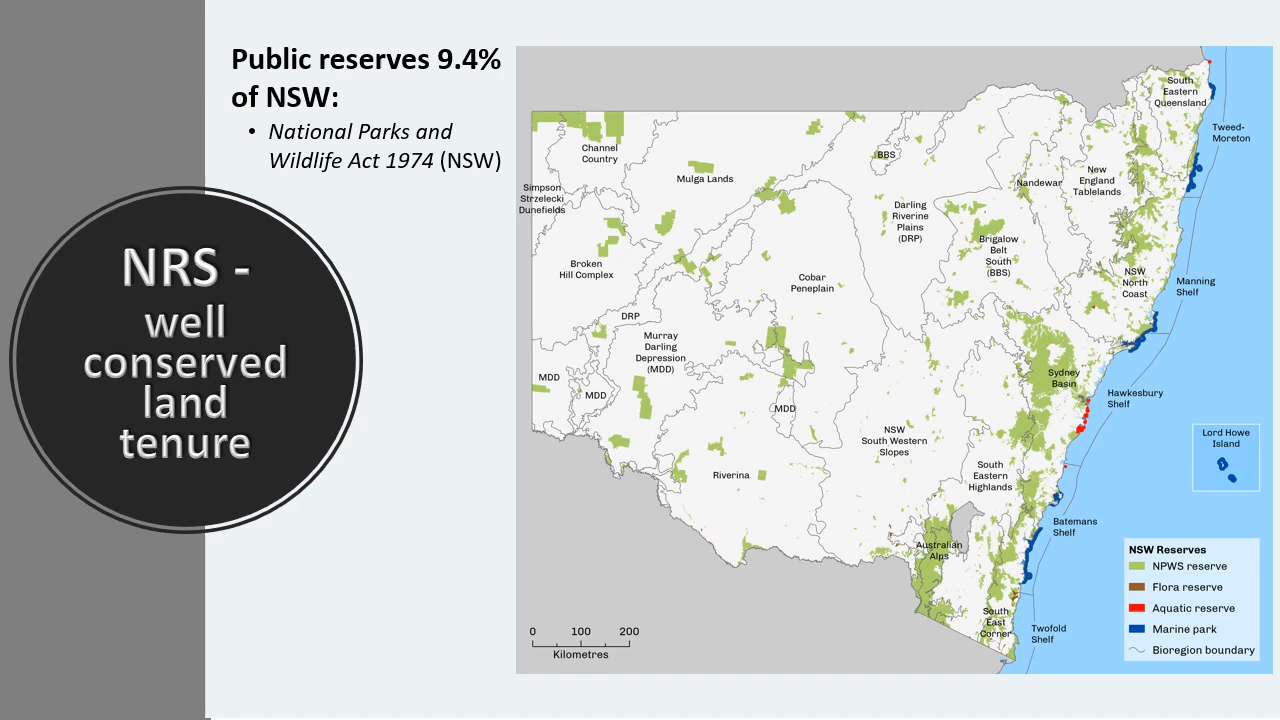 Public reserves 9.4%
of NSW:
• National Parks and
Wildlife Act 1974 (NSW)
NRS -
well
conserved
land
tenure
South
Eastern
Queensland
Tweed-
Moreton
Channel
Country
BBS
Mulga Lands
Nandewar
New
England
Tablelands
Simpson
Strzelecki
Dunefields
Darling
Riverine
Plains
(DRP)
Brigalow
Belt
South
(BBS)
Broken
Hill Complex
Cobar
Peneplain
NSW
North
Coast
Manning
Shelf
DRP
Murray
Darling
Depression
(MDD)
MDD
MDD
MDD
Sydney
Basin
Hawkesbury
Shelf
NSW
South Western
Slopes
Lord Howe
Island
Riverina
South
Eastern
Highlands
Batemans
Shelf
Australian
Alps
South
East
Corner
Twofold
Shelf
0 100 200
Kilometres
NSW Reserves
NPWS reserve
Flora reserve
Aquatic reserve
Marine park
Bioregion boundary